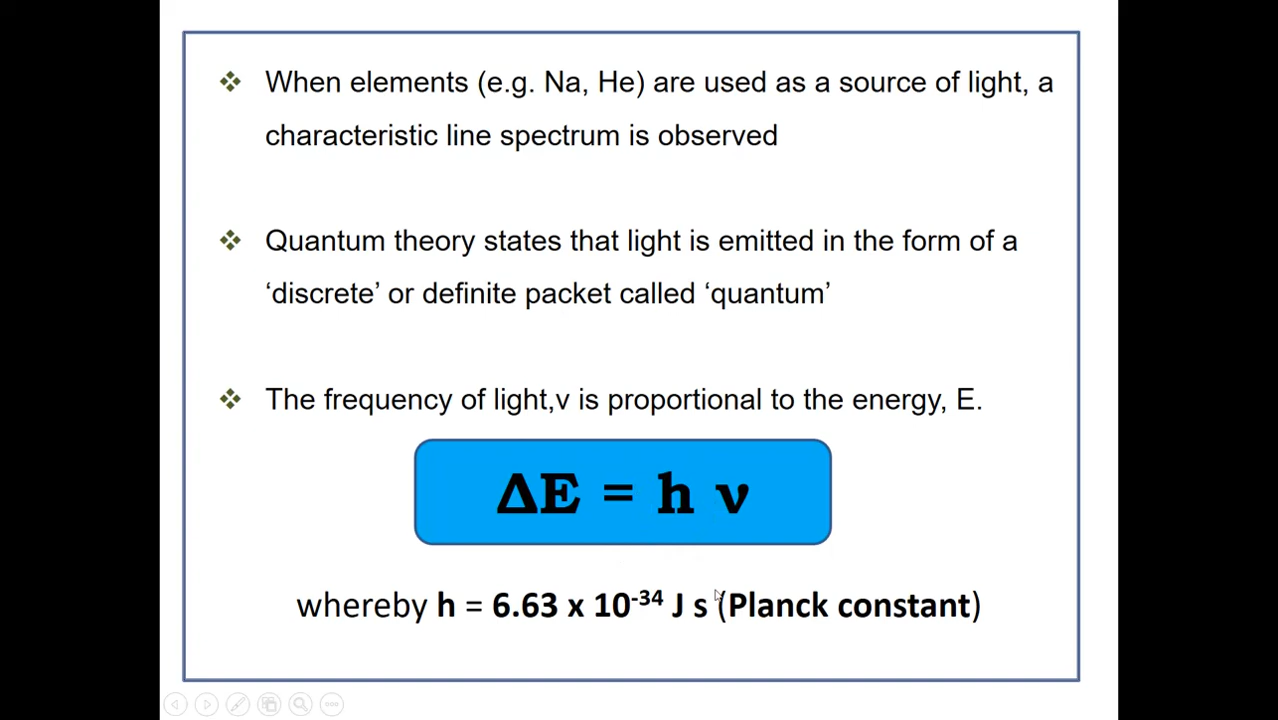 ❖ When elements (e.g. Na, He) are used as a source of light, a
characteristic line spectrum is observed
❖ Quantum theory states that light is emitted in the form of a
‘discrete’ or definite packet called ‘quantum’
❖ The frequency of light,v is proportional to the energy, E.
ΔE = h ν
whereby h = 6.63 x 10⁻³⁴ J s (Planck constant)